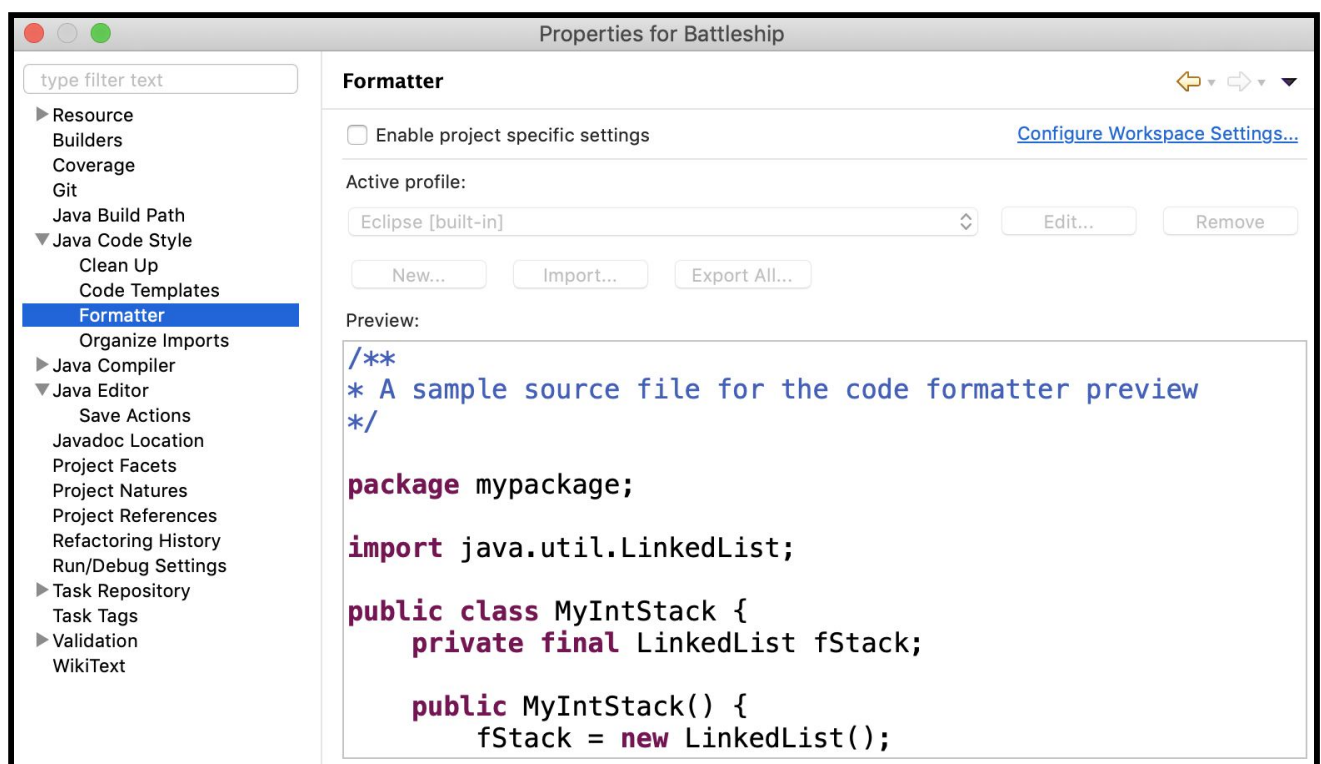 Properties for Battleship
type filter text
Resource
Builders
Coverage
Git
Java Build Path
Java Code Style
Clean Up
Code Templates
Formatter
Organize Imports
Java Compiler
Java Editor
Save Actions
Javadoc Location
Project Facets
Project Natures
Project References
Refactoring History
Run/Debug Settings
Task Repository
Task Tags
Validation
WikiText
Formatter
Enable project specific settings
Configure Workspace Settings...
Active profile:
Eclipse [built-in]
Edit...
Remove
New...
Import...
Export All...
Preview:
/**
* A sample source file for the code formatter preview
*/
package mypackage;
import java.util.LinkedList;
public class MyIntStack {
    private final LinkedList fStack;
    public MyIntStack() {
        fStack = new LinkedList();